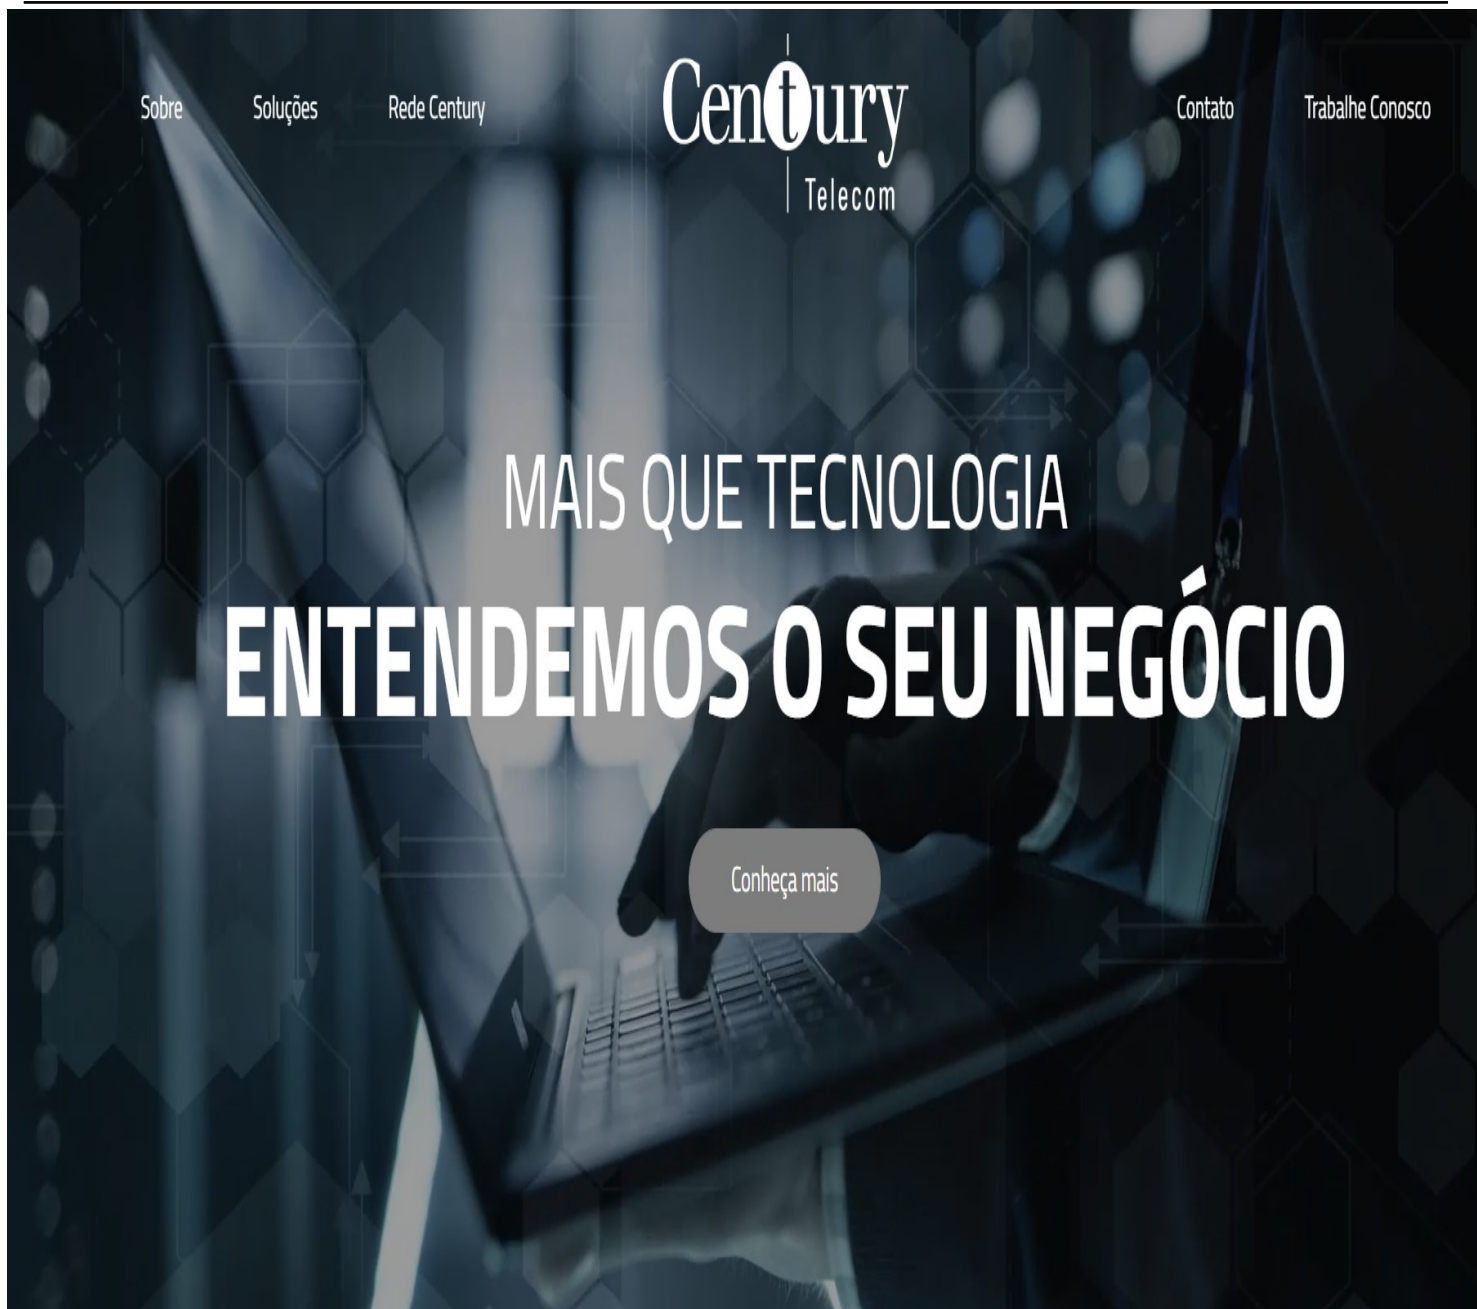 Sobre
Soluções
Rede Century
Century
Telecom
Contato
Trabalhe Conosco
MAIS QUE TECNOLOGIA
ENTENDEMOS O SEU NEGÓCIO
Conheça mais